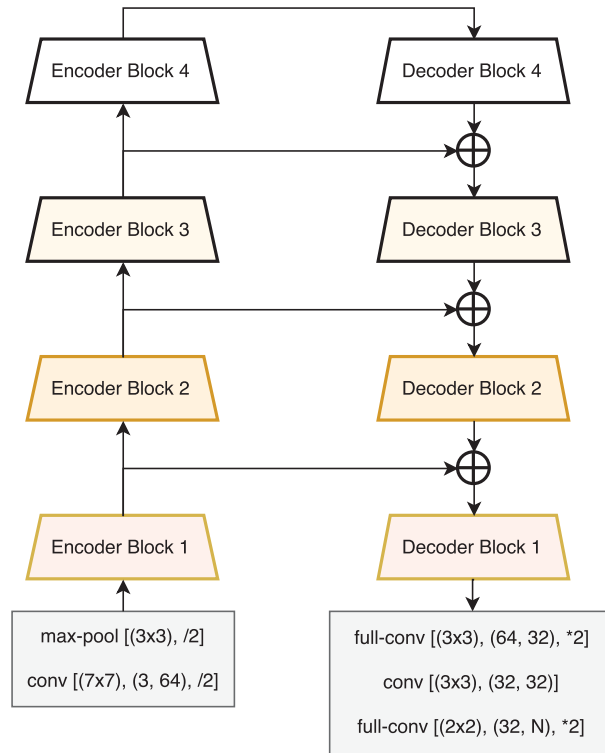 Encoder Block 4
Decoder Block 4
Encoder Block 3
Decoder Block 3
Encoder Block 2
Decoder Block 2
Encoder Block 1
Decoder Block 1
max-pool [(3x3), /2]
conv [(7x7), (3, 64), /2]
full-conv [(3x3), (64, 32), *2]
conv [(3x3), (32, 32)]
full-conv [(2x2), (32, N), *2]